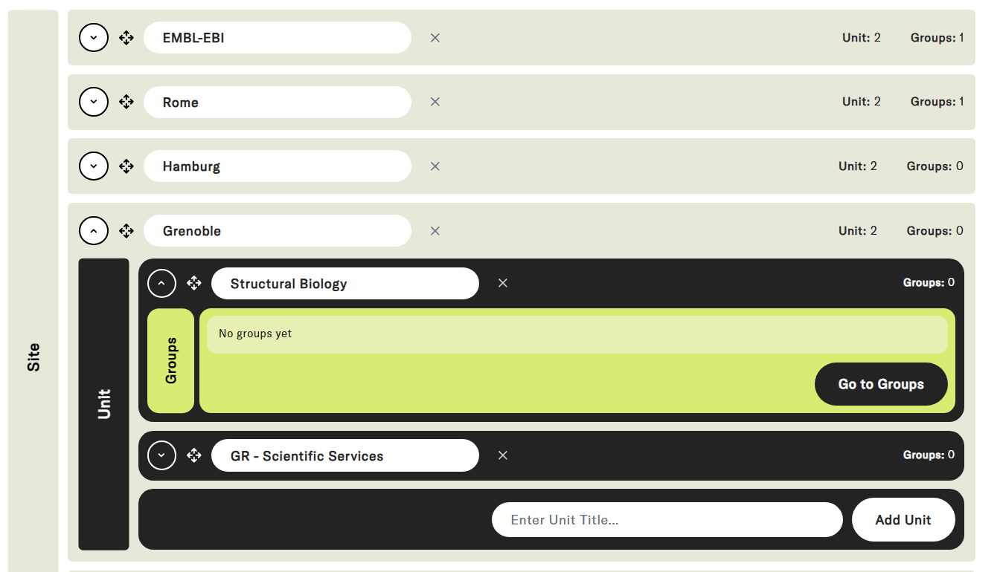 EMBL-EBI Unit: 2 Groups: 1
Rome Unit: 2 Groups: 1
Hamburg Unit: 2 Groups: 0
Grenoble Unit: 2 Groups: 0
Structural Biology Groups: 0
No groups yet
Groups
Go to Groups
Site
Unit
GR - Scientific Services Groups: 0
Enter Unit Title... Add Unit